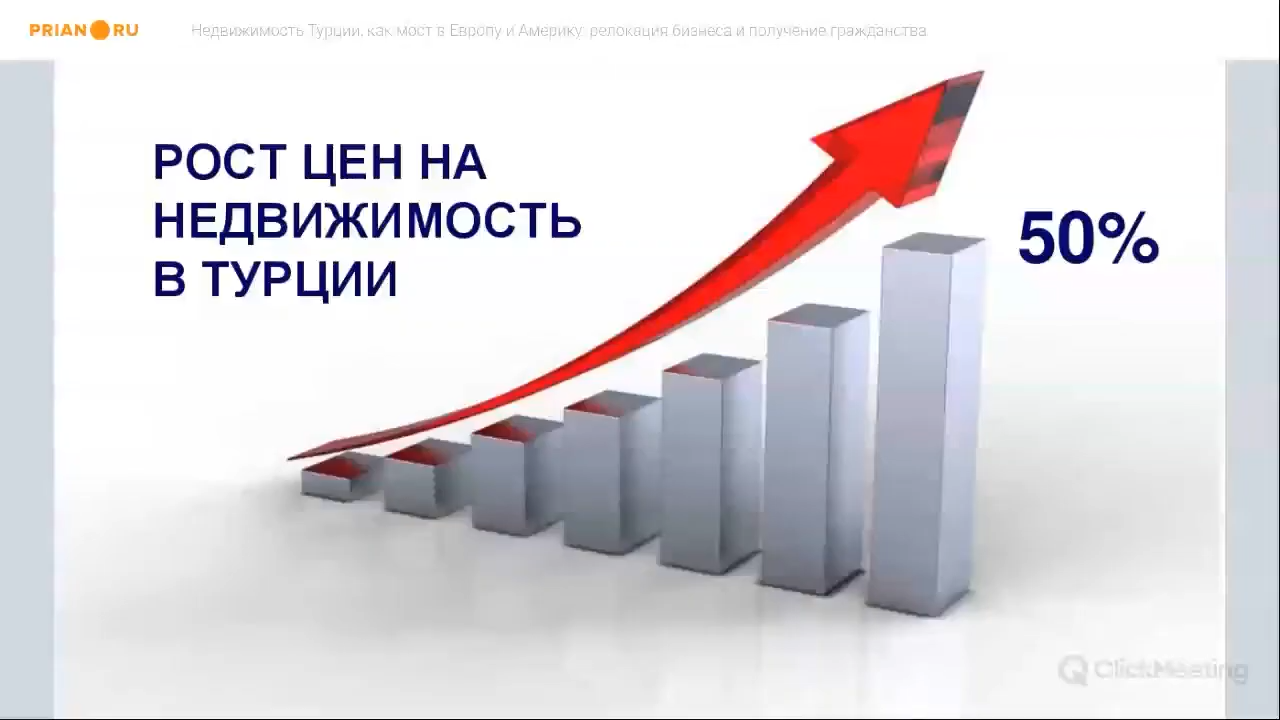 PRIAN RU
Недвижимость Турции, как мост в Европу и Америку: релокация бизнеса и получение гражданства
РОСТ ЦЕН НА
НЕДВИЖИМОСТЬ
В ТУРЦИИ
50%
ClickMeeting